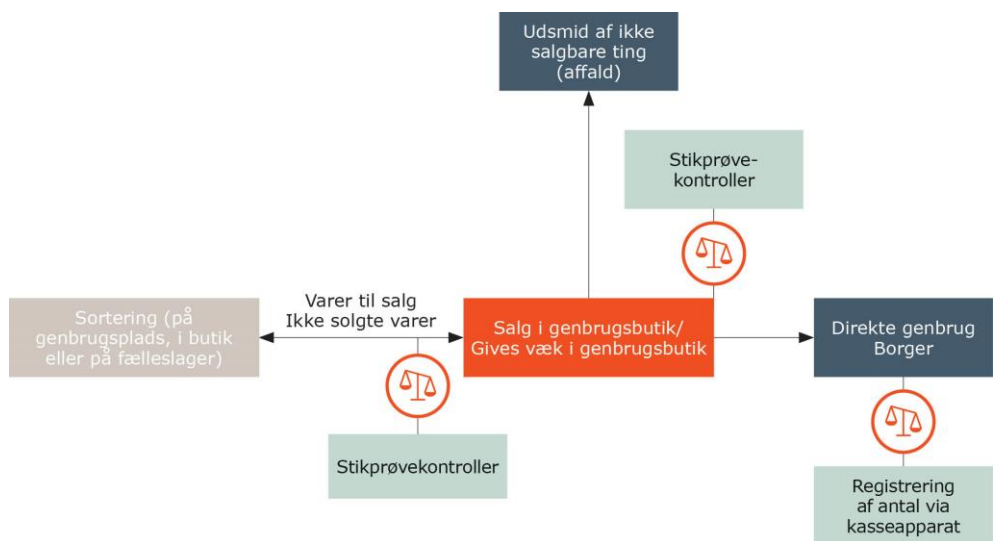 Udsmid af ikke
salgbare ting
(affald)
Stikprøve-
kontroller
Varer til salg
Ikke solgte varer
Sortering (på
genbrugsplads, i butik
eller på fælleslager)
Salg i genbrugsbutik/
Gives væk i genbrugsbutik
Direkte genbrug
Borger
Stikprøvekontroller
Registrering
af antal via
kasseapparat